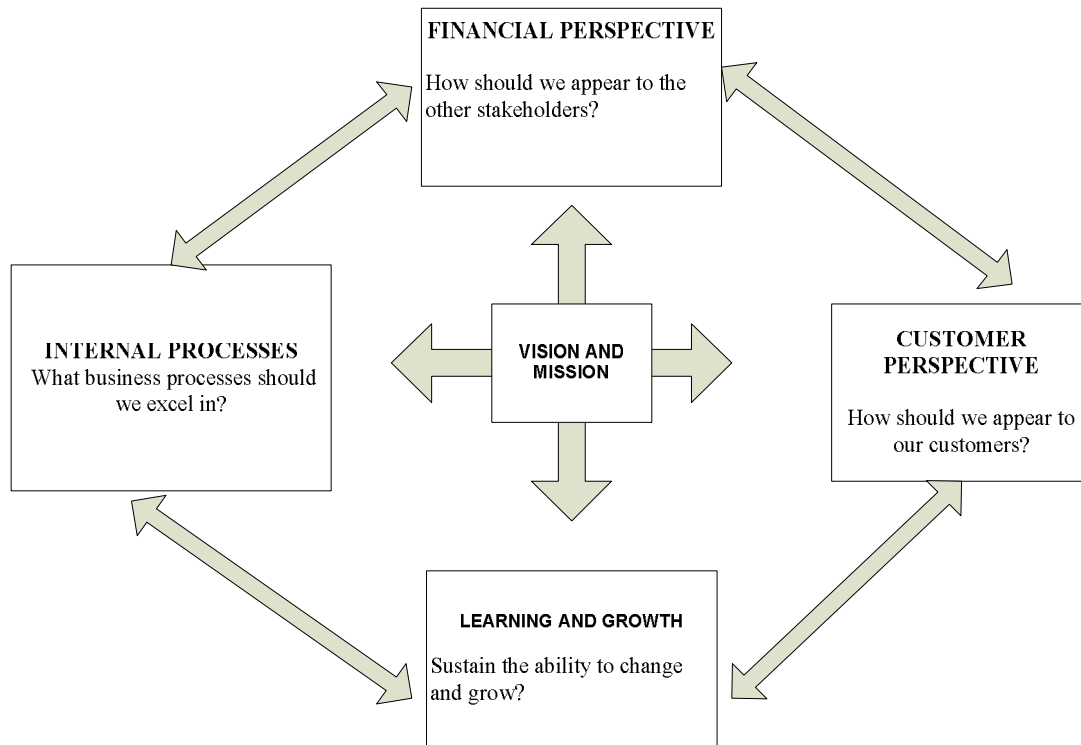 FINANCIAL PERSPECTIVE
How should we appear to the
other stakeholders?
INTERNAL PROCESSES
What business processes should
we excel in?
VISION AND
MISSION
CUSTOMER
PERSPECTIVE
How should we appear to
our customers?
LEARNING AND GROWTH
Sustain the ability to change
and grow?